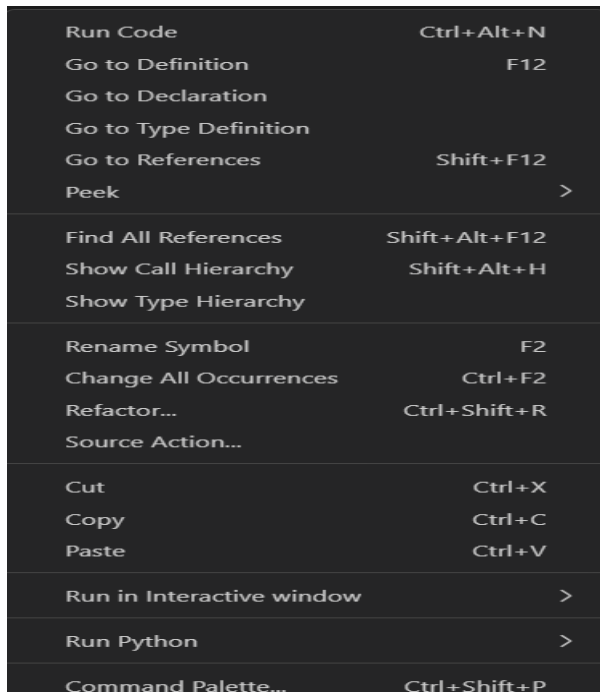 Run Code Ctrl+Alt+N
Go to Definition F12
Go to Declaration
Go to Type Definition
Go to References Shift+F12
Peek >
Find All References Shift+Alt+F12
Show Call Hierarchy Shift+Alt+H
Show Type Hierarchy
Rename Symbol F2
Change All Occurrences Ctrl+F2
Refactor... Ctrl+Shift+R
Source Action...
Cut Ctrl+X
Copy Ctrl+C
Paste Ctrl+V
Run in Interactive window >
Run Python >
Command Palette... Ctrl+Shift+P